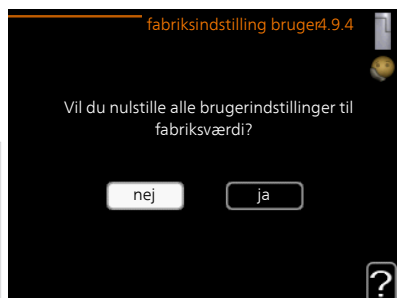 fabriksindstilling bruger4.9.4
Vil du nulstille alle brugerindstillinger til
fabriksværdi?
nej
ja
?